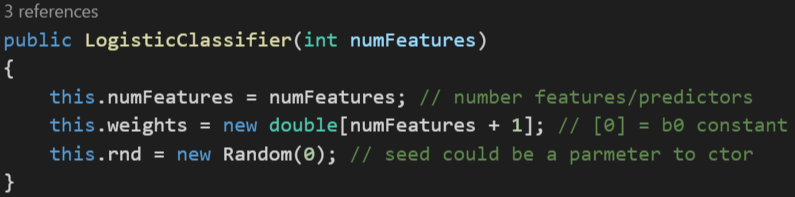 3 references
public LogisticClassifier(int numFeatures)
{
this.numFeatures = numFeatures; // number features/predictors
this.weights = new double[numFeatures + 1]; // [0] = b0 constant
this.rnd = new Random(0); // seed could be a parmeter to ctor
}